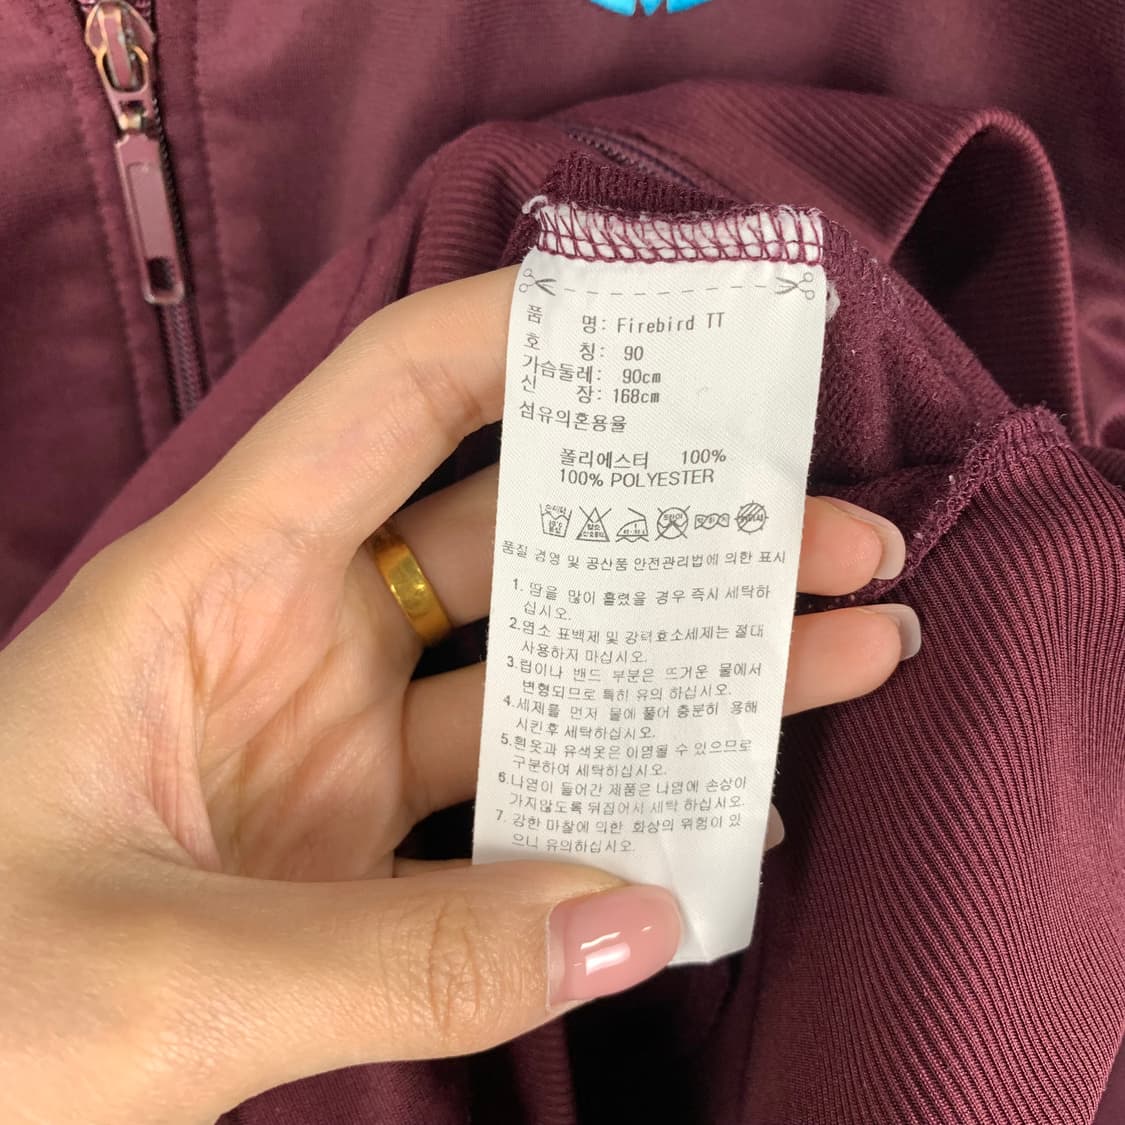 품 명: Firebird TT
호 칭: 90
가슴둘레: 90cm
신 장: 168cm
섬유의혼용율
폴리에스터 100%
100% POLYESTER
품질 경영 및 공산품 안전관리법에 의한 표시
1. 땀을 많이 흘렸을 경우 즉시 세탁하
십시오.
2.염소 표백제 및 강력효소세제는 절대
사용하지 마십시오.
3.립이나 밴드 부분은 뜨거운 물에서
변형되므로 특히 유의 하십시오.
4.세제를 먼저 물에 풀어 충분히 용해
시킨후 세탁하십시오.
5.흰옷과 유색옷은 이염될 수 있으므로
구분하여 세탁하십시오.
6.나염이 들어간 제품은 나염에 손상이
가지않도록 뒤집어서 세탁 하십시오.
7. 강한 마찰에 의한 화상의 위험이 있
으니 유의하십시오.